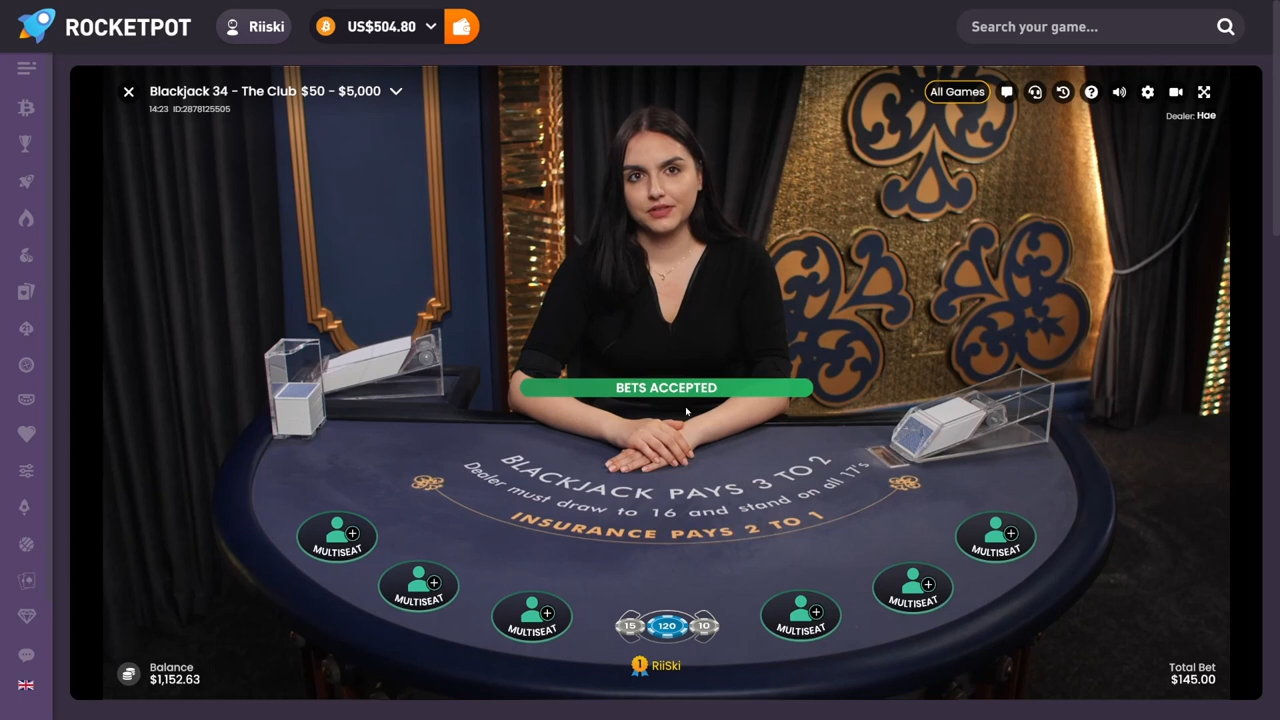 ROCKETPOT
Riiski
US$504.80
Search your game...
Blackjack 34 - The Club $50 - $5,000
14:23 ID:2878125505
All Games
Dealer: Hae
BETS ACCEPTED
BLACKJACK PAYS 3 TO 2
Dealer must draw to 16 and stand on all 17's
INSURANCE PAYS 2 TO 1
MULTISEAT
MULTISEAT
MULTISEAT
15
120
10
MULTISEAT
MULTISEAT
MULTISEAT
1 RiiSki
Balance
$1,152.63
Total Bet
$145.00